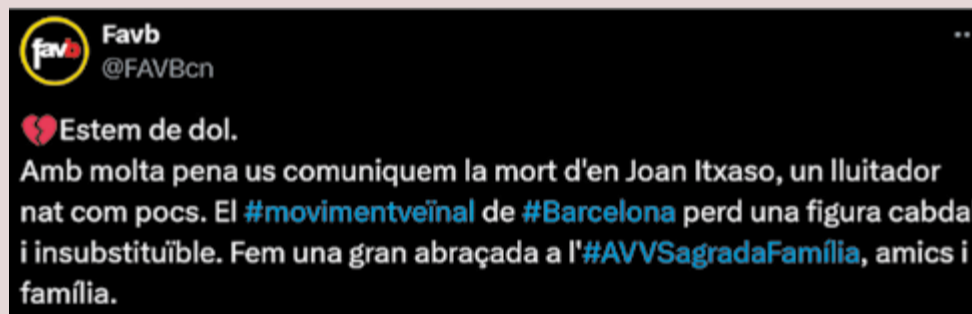 favb
Favb
@FAVBcn
Estem de dol.
Amb molta pena us comuniquem la mort d'en Joan Itxaso, un lluitador
nat com pocs. El #movimentveïnal de #Barcelona perd una figura cabda
i insubstituïble. Fem una gran abraçada a l'#AVVSagradaFamília, amics i
família.